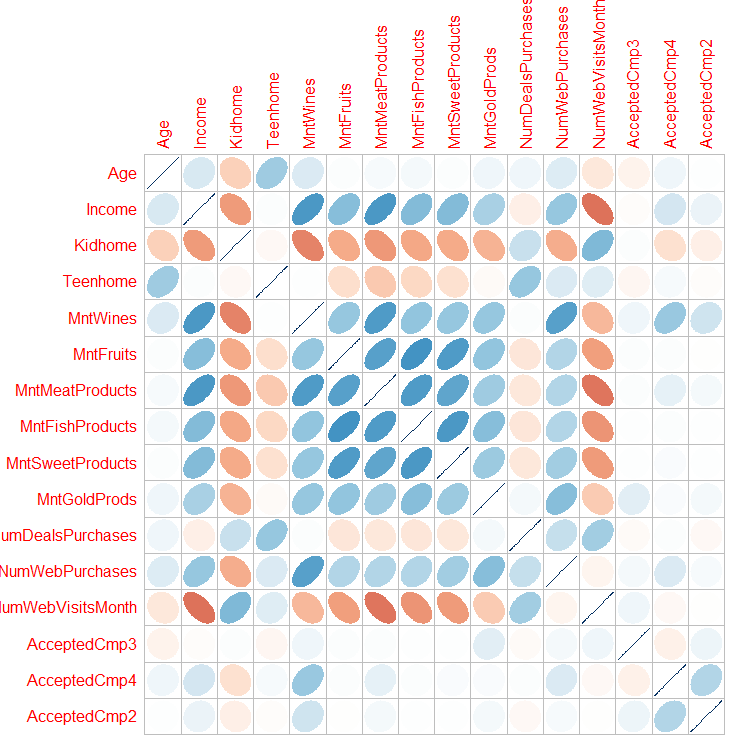 Age
Income
Kidhome
Teenhome
MntWines
MntFruits
MntMeatProducts
MntFishProducts
MntSweetProducts
MntGoldProds
NumDealsPurchases
NumWebPurchases
NumWebVisitsMonth
AcceptedCmp3
AcceptedCmp4
AcceptedCmp2
Age
Income
Kidhome
Teenhome
MntWines
MntFruits
MntMeatProducts
MntFishProducts
MntSweetProducts
MntGoldProds
umDealsPurchases
NumWebPurchases
umWebVisitsMonth
AcceptedCmp3
AcceptedCmp4
AcceptedCmp2